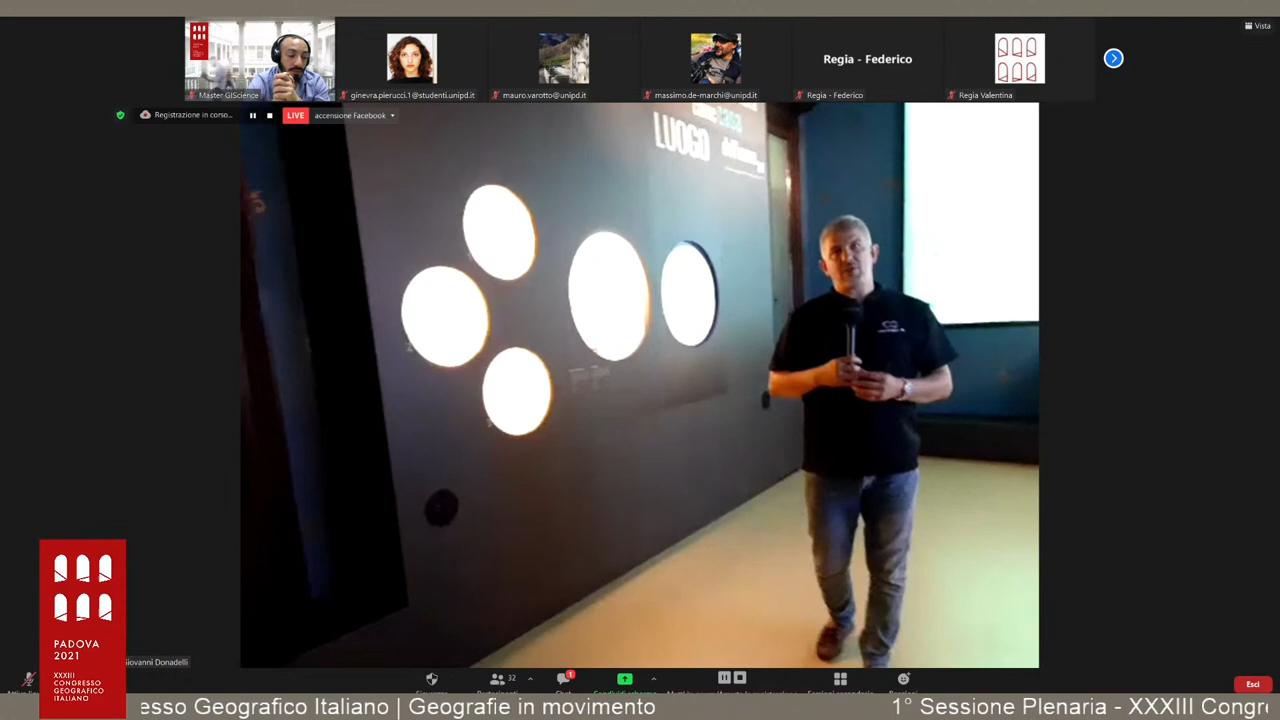 Vista
Regia - Federico
Master GIScience
ginevra.pierucci.1@studenti.unipd.it
mauro.varotto@unipd.it
massimo.de-marchi@unipd.it
Regia - Federico
Regia Valentina
Registrazione in corso...
LIVE
accensione Facebook
LUOGO
PADOVA
2021
XXXIII
CONGRESSO
GEOGRAFICO
ITALIANO
Giovanni Donadelli
32
1
Esci
esso Geografico Italiano | Geografie in movimento
1° Sessione Plenaria - XXXIII Congre